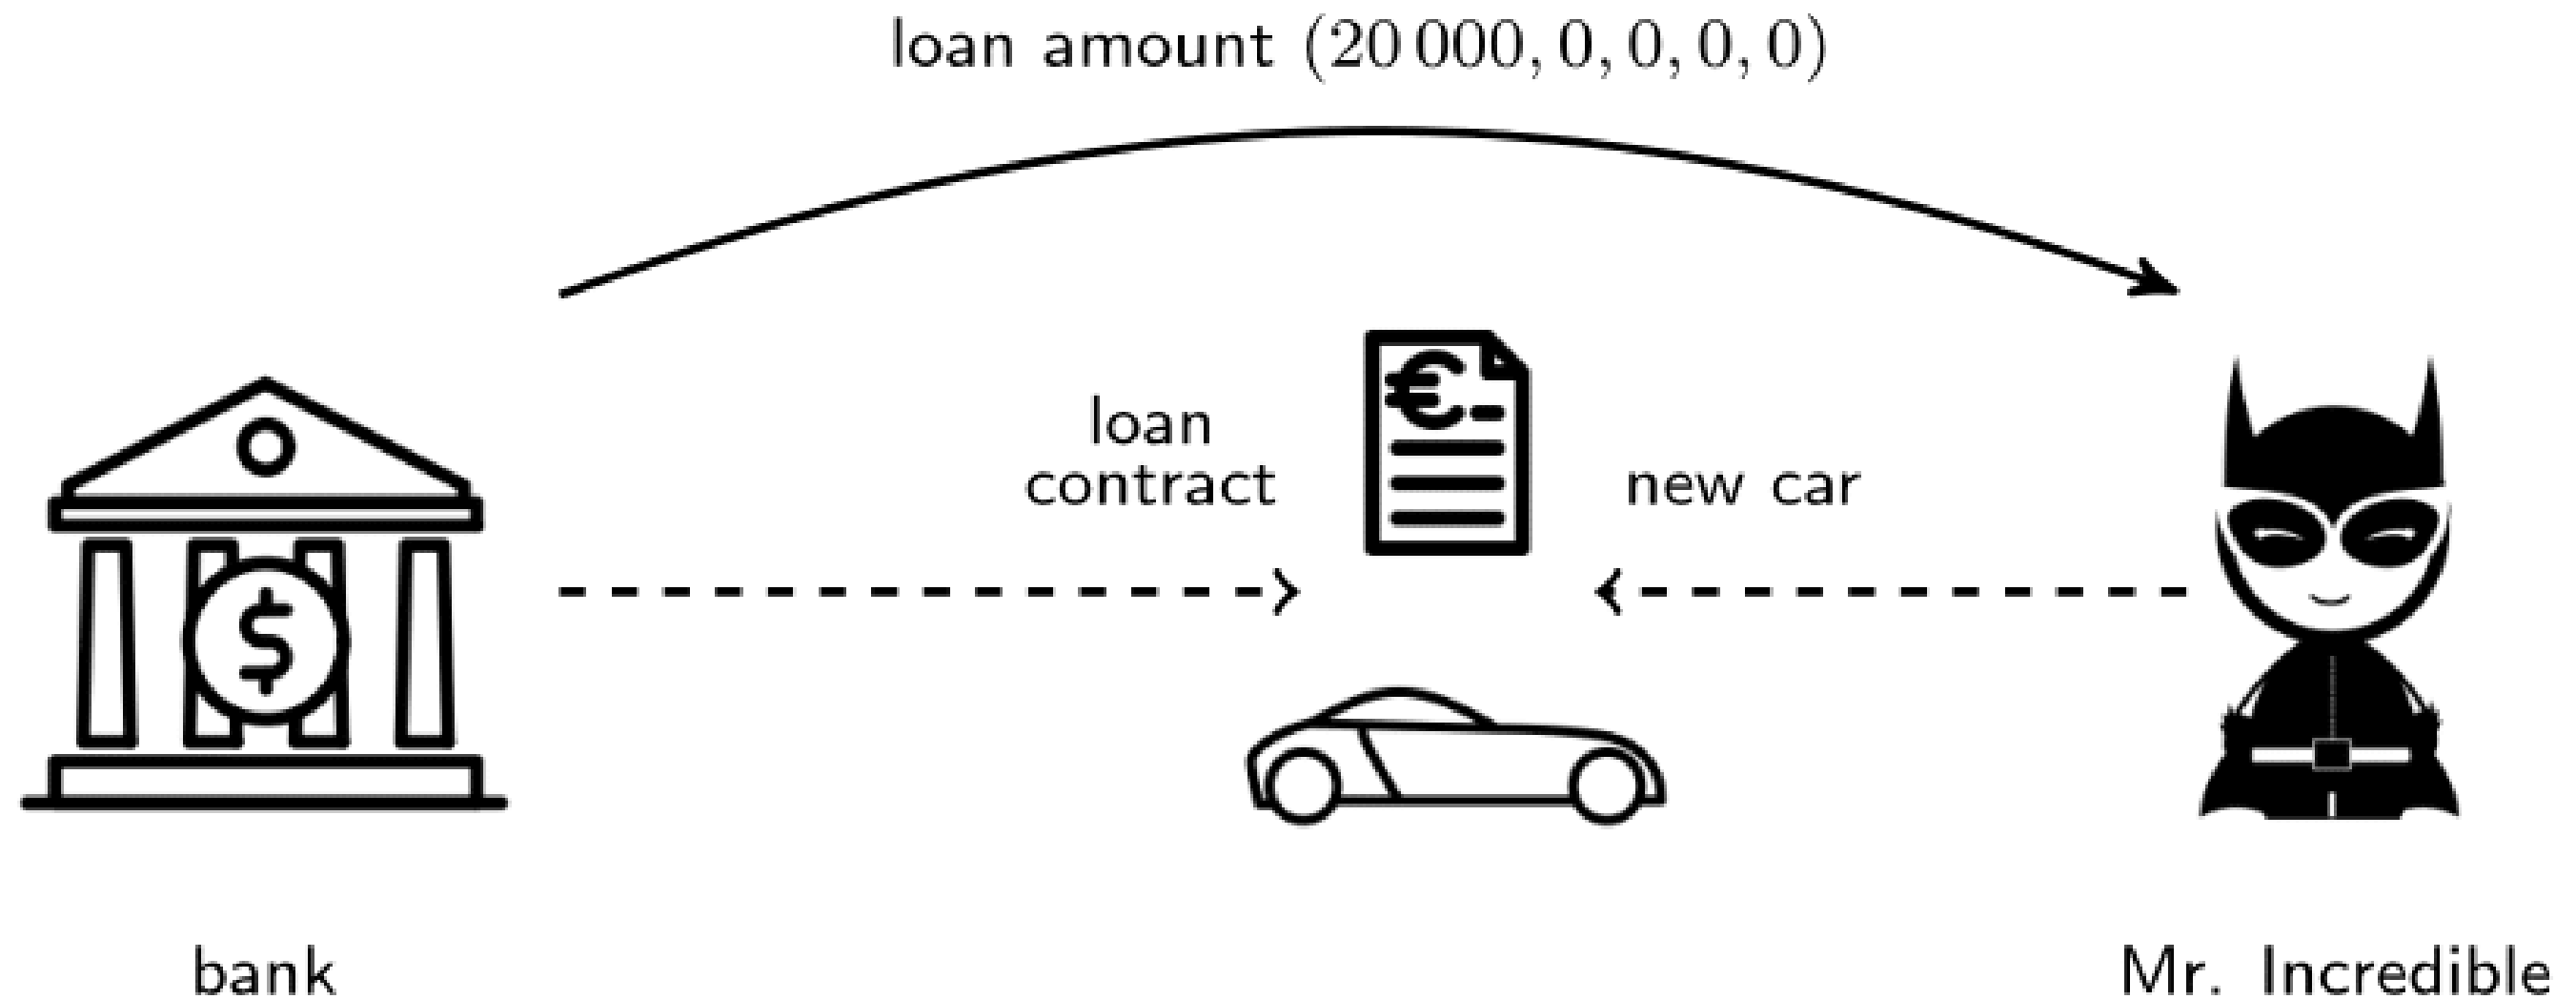 loan amount (20 000, 0, 0, 0, 0)
€
loan
contract
new car
$
bank
Mr. Incredible